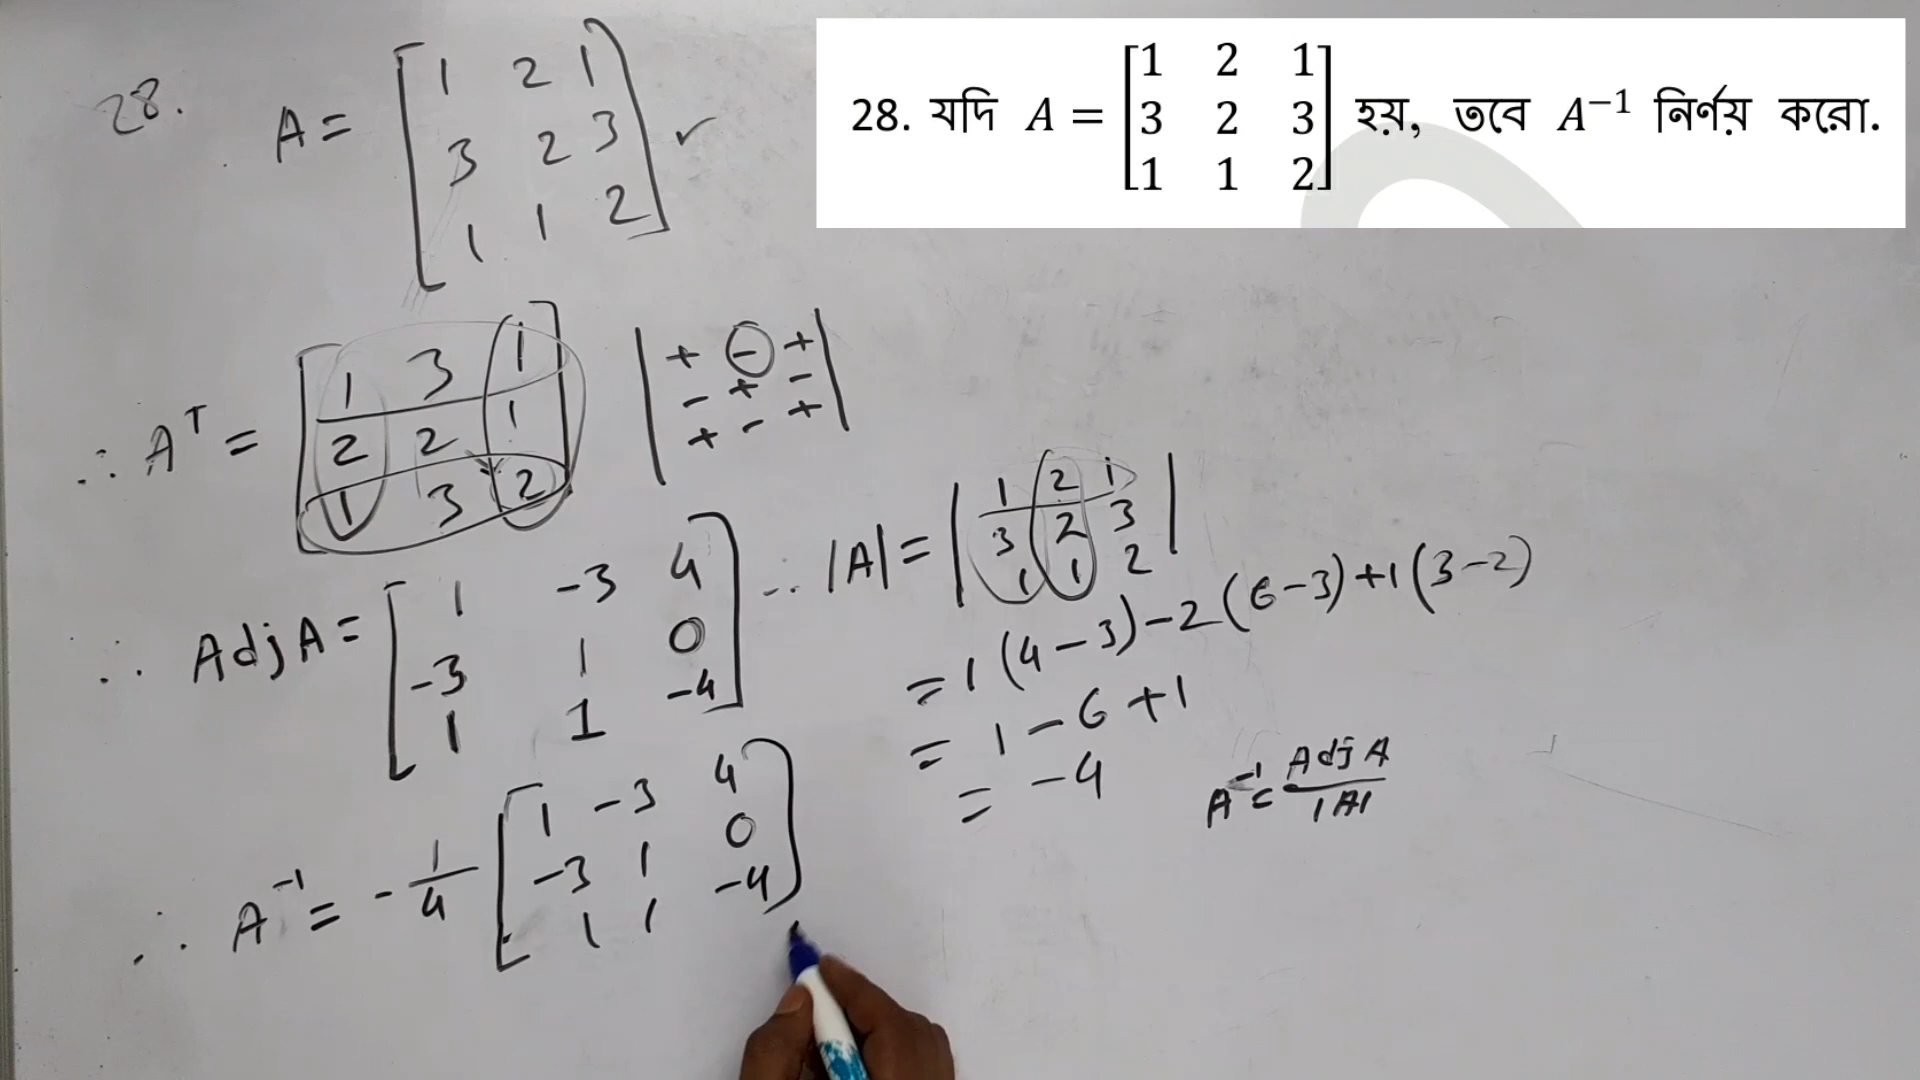 28. যদি A = [1 2 1
3 2 3
1 1 2] হয়, তবে A⁻¹ নির্ণয় করো.
28. A = [1 2 1
3 2 3
1 1 2] ✓
∴ Aᵀ = [1 3 1
2 2 1
1 3 2]
| + - +
- + -
+ - + |
∴ Adj A = [1 -3 4
-3 1 0
1 1 -4]
∴ |A| = |1 2 1
3 2 3
1 1 2|
= 1 (4 - 3) - 2 (6 - 3) + 1 (3 - 2)
= 1 - 6 + 1
= -4
A⁻¹ = Adj A / |A|
∴ A⁻¹ = - 1/4 [1 -3 4
-3 1 0
1 1 -4]